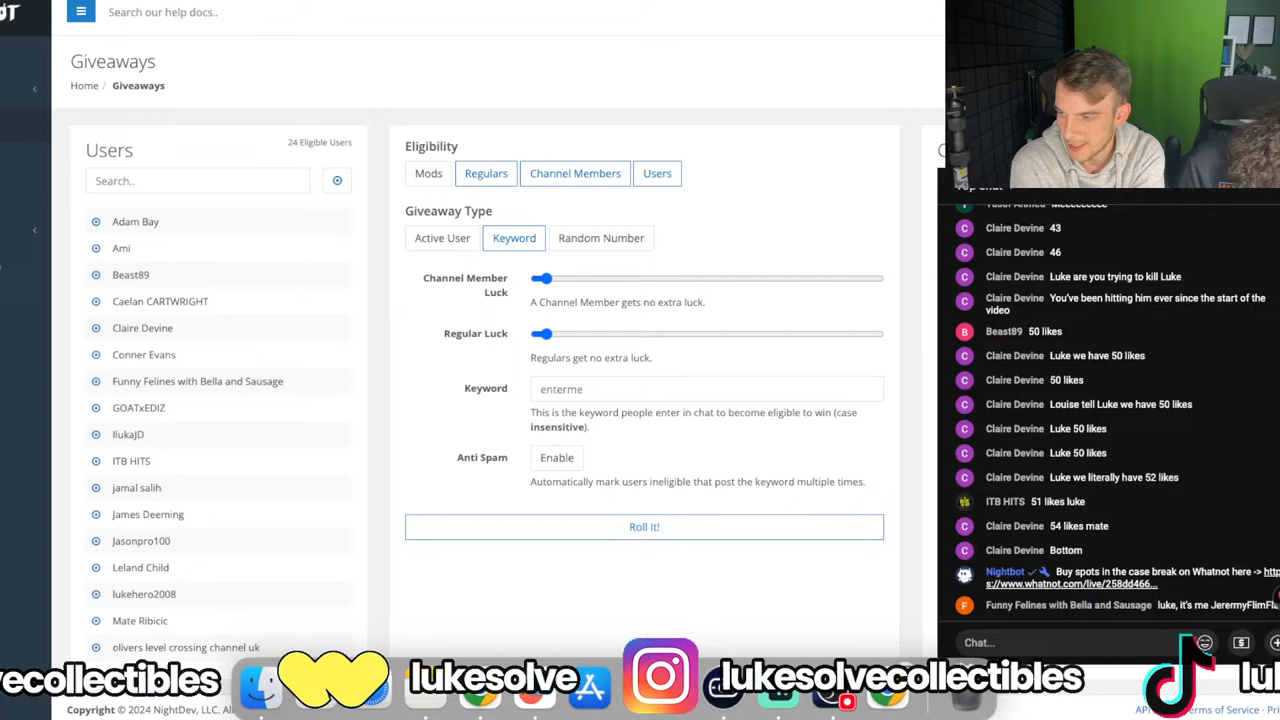 Search our help docs..
Giveaways
Home / Giveaways
Users
24 Eligible Users
Search..
Adam Bay
Ami
Beast89
Caelan CARTWRIGHT
Claire Devine
Conner Evans
Funny Felines with Bella and Sausage
GOATxEDIZ
IlukaJD
ITB HITS
jamal salih
James Deeming
Jasonpro100
Leland Child
lukehero2008
Mate Ribicic
olivers level crossing channel uk
Eligibility
Mods
Regulars
Channel Members
Users
Giveaway Type
Active User
Keyword
Random Number
Channel Member
Luck
A Channel Member gets no extra luck.
Regular Luck
Regulars get no extra luck.
Keyword
enterme
This is the keyword people enter in chat to become eligible to win (case
insensitive).
Anti Spam
Enable
Automatically mark users ineligible that post the keyword multiple times.
Roll It!
Claire Devine 43
Claire Devine 46
Claire Devine Luke are you trying to kill Luke
Claire Devine You've been hitting him ever since the start of the
video
Beast89 50 likes
Claire Devine Luke we have 50 likes
Claire Devine 50 likes
Claire Devine Louise tell Luke we have 50 likes
Claire Devine Luke 50 likes
Claire Devine Luke 50 likes
Claire Devine Luke we literally have 52 likes
ITB HITS 51 likes luke
Claire Devine 54 likes mate
Claire Devine Bottom
Nightbot Buy spots in the case break on Whatnot here -> http
s://www.whatnot.com/live/258dd466...
Funny Felines with Bella and Sausage luke, it's me JerermyFlimFl
Chat...
vecollectibles
lukesolve
lukesolvecollectibles
lu
Copyright © 2024 NightDev, LLC. All
API
Terms of Service